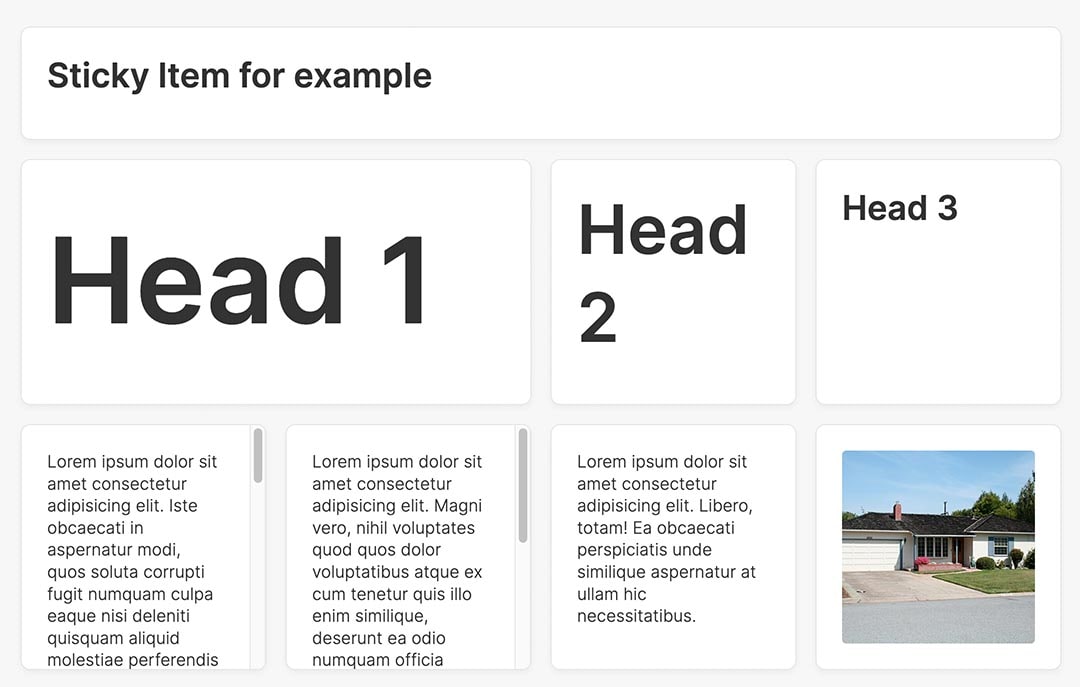 Sticky Item for example
Head 1
Head
2
Head 3
Lorem ipsum dolor sit
amet consectetur
adipisicing elit. Iste
obcaecati in
aspernatur modi,
quos soluta corrupti
fugit numquam culpa
eaque nisi deleniti
quisquam aliquid
molestiae perferendis
Lorem ipsum dolor sit
amet consectetur
adipisicing elit. Magni
vero, nihil voluptates
quod quos dolor
voluptatibus atque ex
cum tenetur quis illo
enim similique,
deserunt ea odio
numquam officia
Lorem ipsum dolor sit
amet consectetur
adipisicing elit. Libero,
totam! Ea obcaecati
perspiciatis unde
similique aspernatur at
ullam hic
necessitatibus.